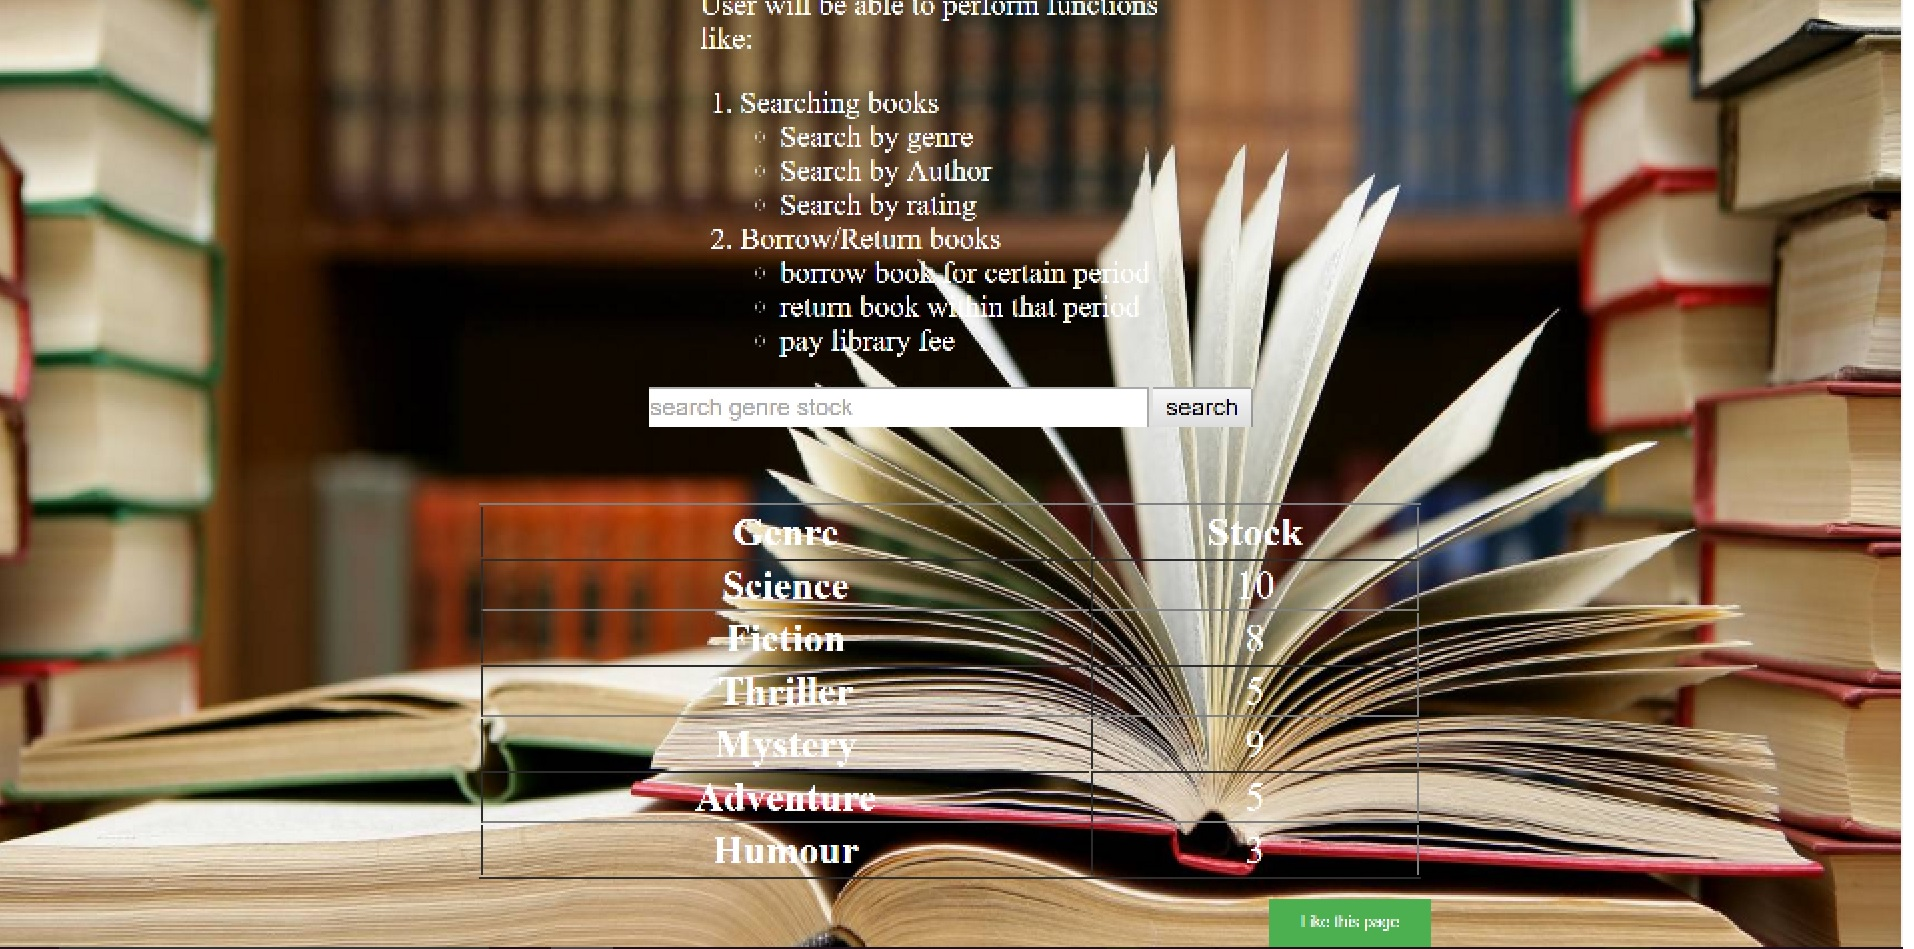 User will be able to perform functions
like:
1. Searching books
○ Search by genre
○ Search by Author
○ Search by rating
2. Borrow/Return books
○ borrow book for certain period
○ return book within that period
○ pay library fee
search genre stock search
Genre Stock
Science 10
Fiction 8
Thriller 5
Mystery 9
Adventure 5
Humour 3
Like this page